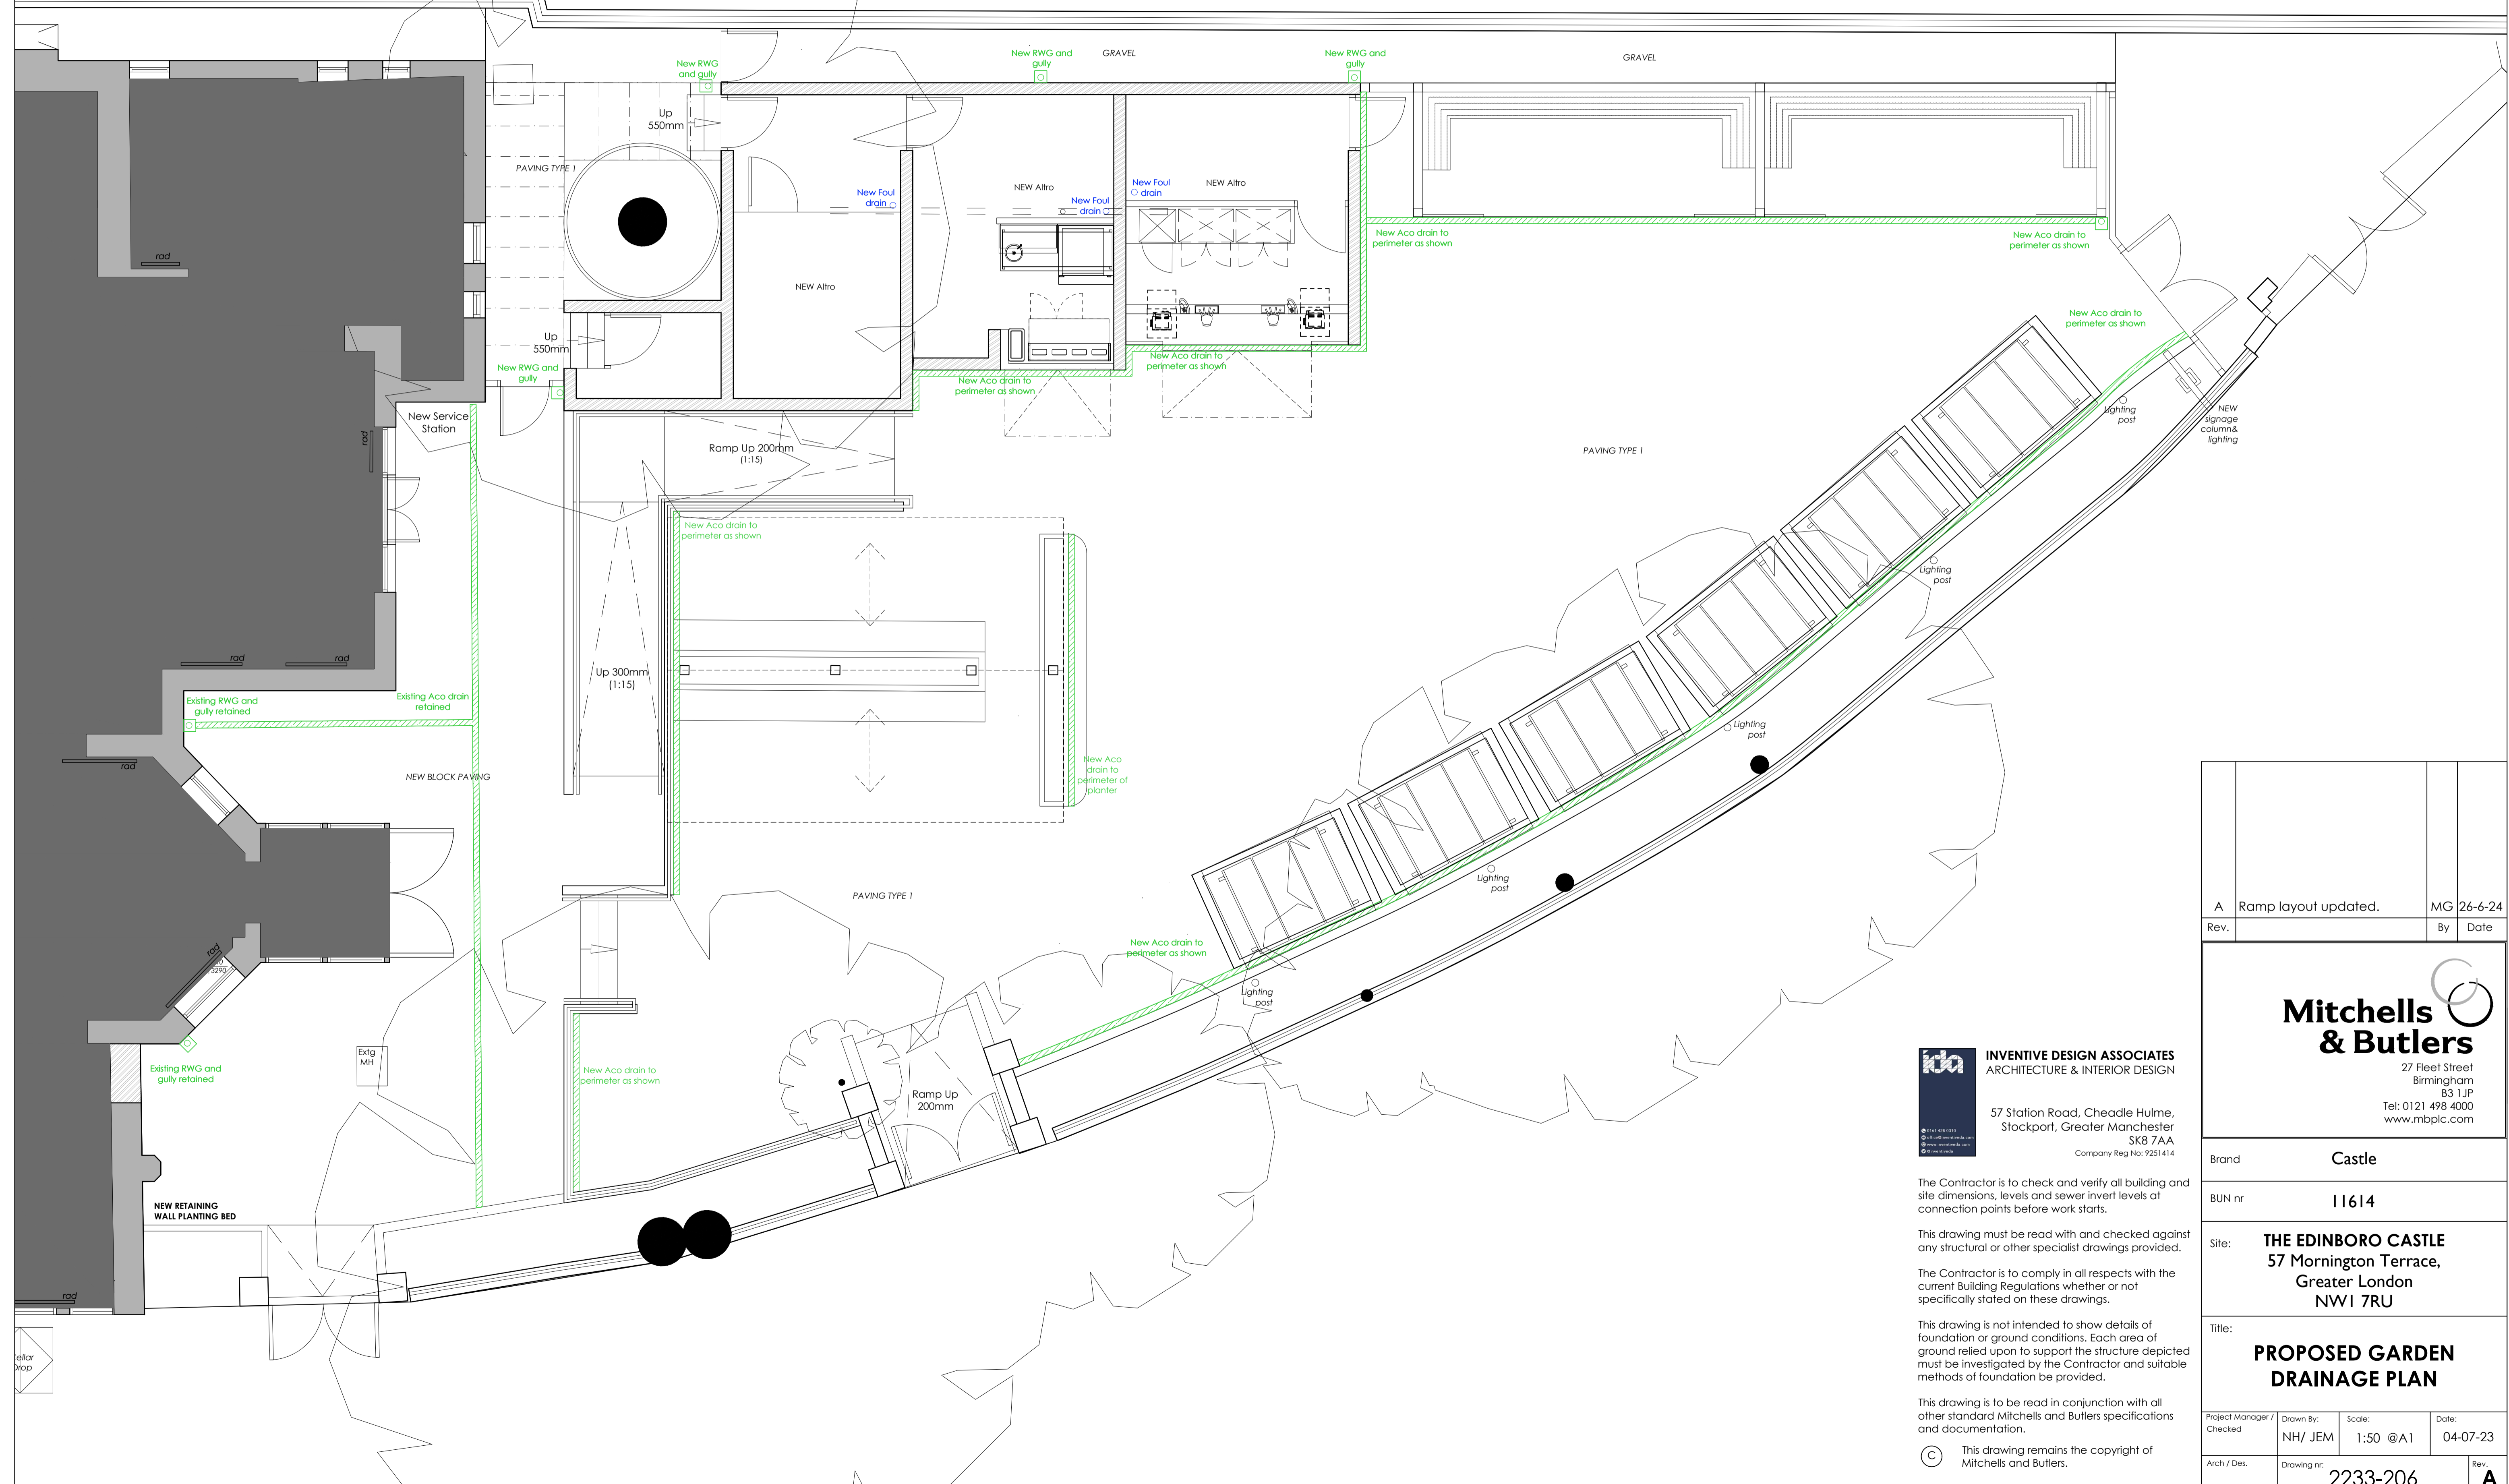 New RWG
and gully
New RWG and
gully
GRAVEL
New RWG and
gully
GRAVEL
Up
550mm
PAVING TYPE 1
New Foul
drain
NEW Altro
New Foul
drain
New Foul
drain
NEW Altro
rad
NEW Altro
New Aco drain to
perimeter as shown
New Aco drain to
perimeter as shown
Up
550mm
New RWG and
gully
New Aco drain to
perimeter as shown
New Aco drain to
perimeter as shown
New Aco drain to
perimeter as shown
New Service
Station
rad
Lighting
post
NEW
signage
column&
lighting
Ramp Up 200mm
(1:15)
PAVING TYPE 1
New Aco drain to
perimeter as shown
Lighting
post
rad
rad
Up 300mm
(1:15)
Existing RWG and
gully retained
Existing Aco drain
retained
Lighting
post
rad
NEW BLOCK PAVING
New Aco
drain to
perimeter of
planter
Lighting
post
PAVING TYPE 1
rad
3290
New Aco drain to
perimeter as shown
Lighting
post
Extg
MH
Existing RWG and
gully retained
New Aco drain to
perimeter as shown
Ramp Up
200mm
NEW RETAINING
WALL PLANTING BED
rad
ellar
Drop
A Ramp layout updated. MG 26-6-24
Rev. By Date
Mitchells
& Butlers
27 Fleet Street
Birmingham
B3 1JP
Tel: 0121 498 4000
www.mbplc.com
ida
0161 428 0310
office@inventiveda.com
www.inventiveda.com
@inventiveda
INVENTIVE DESIGN ASSOCIATES
ARCHITECTURE & INTERIOR DESIGN
57 Station Road, Cheadle Hulme,
Stockport, Greater Manchester
SK8 7AA
Company Reg No: 9251414
The Contractor is to check and verify all building and
site dimensions, levels and sewer invert levels at
connection points before work starts.
This drawing must be read with and checked against
any structural or other specialist drawings provided.
The Contractor is to comply in all respects with the
current Building Regulations whether or not
specifically stated on these drawings.
This drawing is not intended to show details of
foundation or ground conditions. Each area of
ground relied upon to support the structure depicted
must be investigated by the Contractor and suitable
methods of foundation be provided.
This drawing is to be read in conjunction with all
other standard Mitchells and Butlers specifications
and documentation.
C This drawing remains the copyright of
Mitchells and Butlers.
Brand Castle
BUN nr 11614
Site: THE EDINBORO CASTLE
57 Mornington Terrace,
Greater London
NW1 7RU
Title:
PROPOSED GARDEN
DRAINAGE PLAN
Project Manager /
Checked
Drawn By:
NH/ JEM
Scale:
1:50 @A1
Date:
04-07-23
Arch / Des.
Drawing nr:
2233-206
Rev.
A